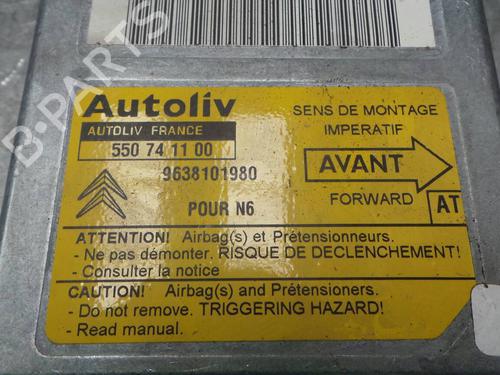 Autoliv
AUTOLIV FRANCE
550 74 11 00
9638101980
POUR N6
SENS DE MONTAGE
IMPERATIF
AVANT
FORWARD
AT
ATTENTION! Airbag(s) et Prétensionneurs.
- Ne pas démonter. RISQUE DE DECLENCHEMENT!
- Consulter la notice
CAUTION! Airbag(s) and Prétensioners.
- Do not remove. TRIGGERING HAZARD!
- Read manual.
B-PARTS